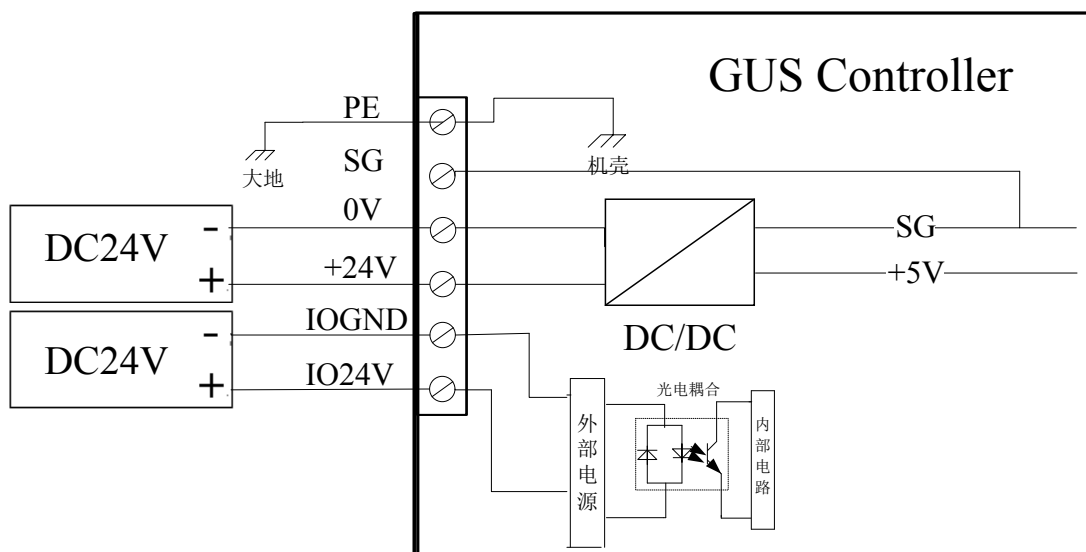 GUS Controller
PE
大地
机壳
SG
0V
DC24V
-
+
+24V
SG
+5V
DC/DC
IOGND
DC24V
-
+
IO24V
光电耦合
外部电源
内部电路